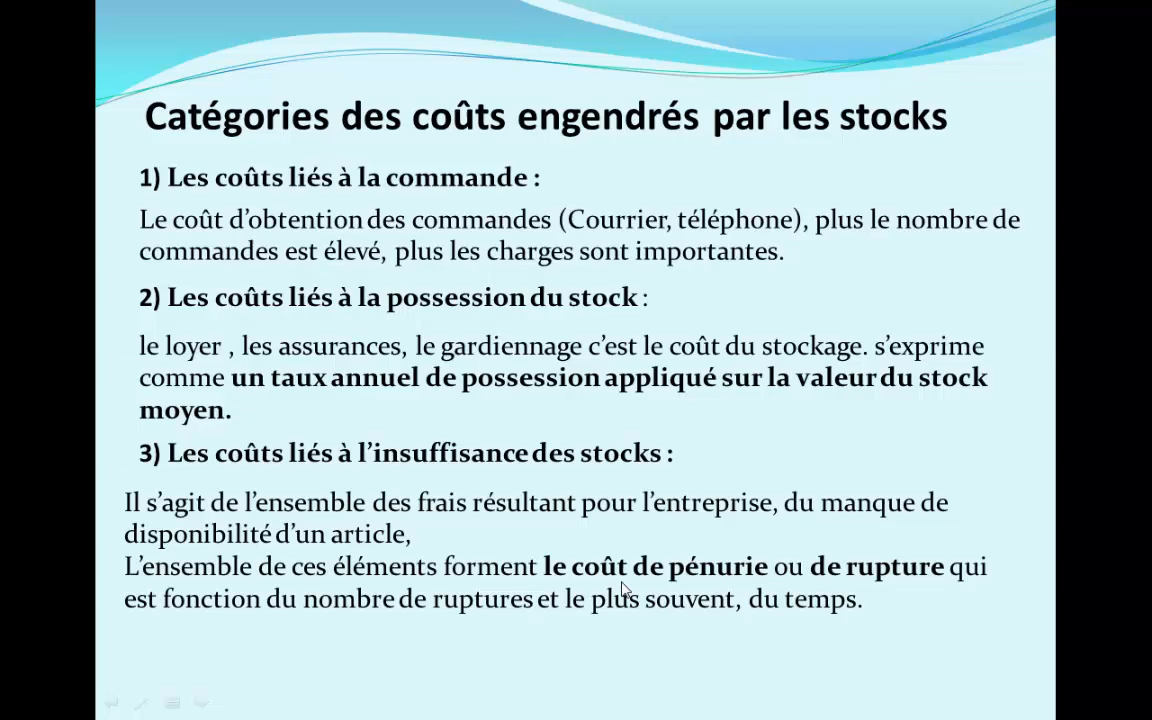 Catégories des coûts engendrés par les stocks
1) Les coûts liés à la commande :
Le coût d’obtention des commandes (Courrier, téléphone), plus le nombre de
commandes est élevé, plus les charges sont importantes.
2) Les coûts liés à la possession du stock :
le loyer , les assurances, le gardiennage c’est le coût du stockage. s’exprime
comme un taux annuel de possession appliqué sur la valeur du stock
moyen.
3) Les coûts liés à l’insuffisance des stocks :
Il s’agit de l’ensemble des frais résultant pour l’entreprise, du manque de
disponibilité d’un article,
L’ensemble de ces éléments forment le coût de pénurie ou de rupture qui
est fonction du nombre de ruptures et le plus souvent, du temps.